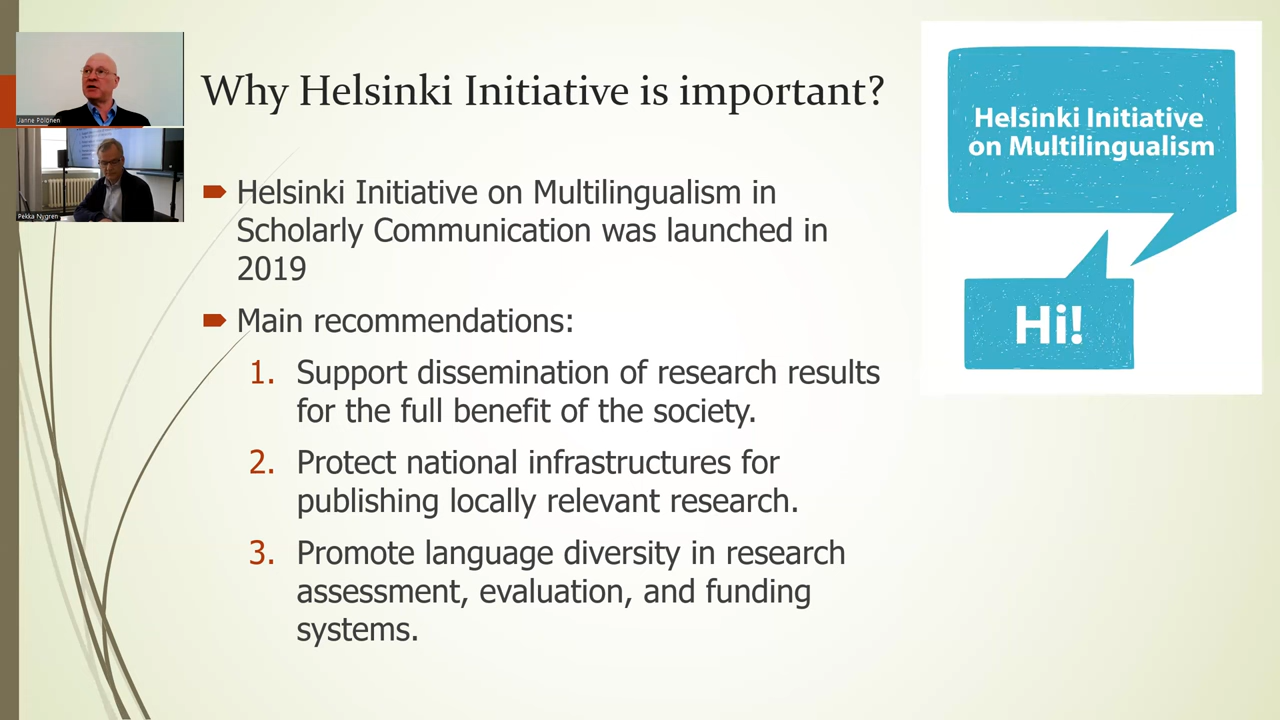 Janne Pölönen
Pekka Nygren
Why Helsinki Initiative is important?
Helsinki Initiative on Multilingualism in
Scholarly Communication was launched in
2019
Main recommendations:
1. Support dissemination of research results
for the full benefit of the society.
2. Protect national infrastructures for
publishing locally relevant research.
3. Promote language diversity in research
assessment, evaluation, and funding
systems.
Helsinki Initiative
on Multilingualism
Hi!